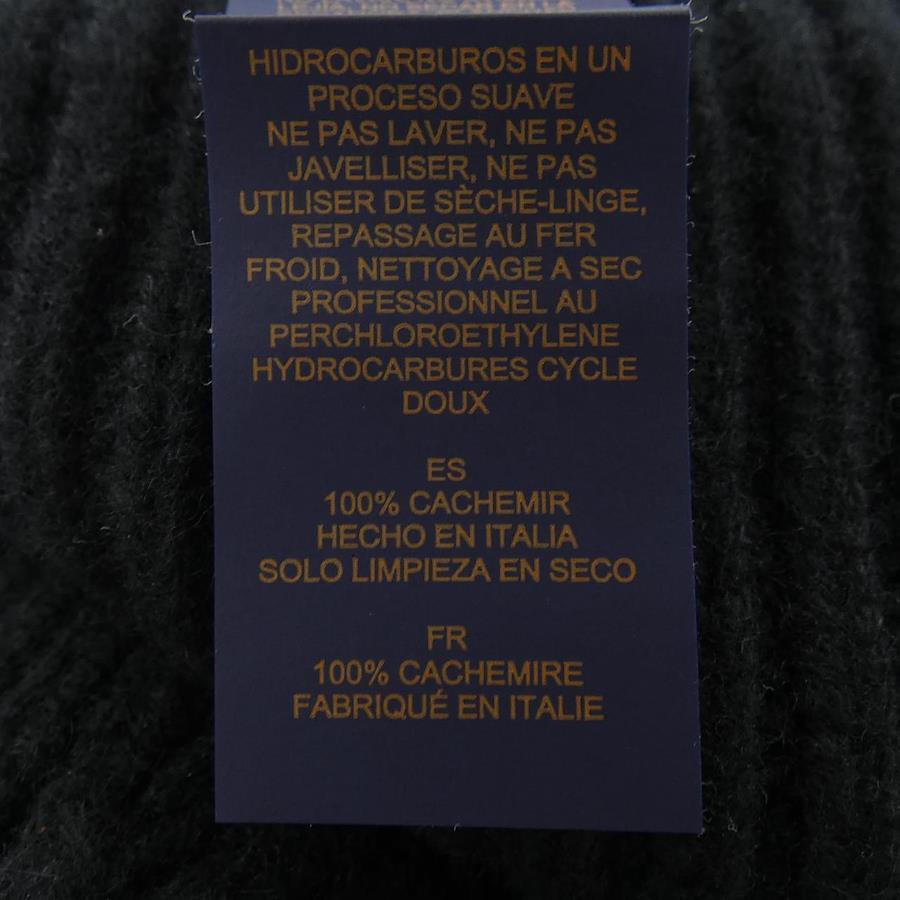 HIDROCARBUROS EN UN
PROCESO SUAVE
NE PAS LAVER, NE PAS
JAVELLISER, NE PAS
UTILISER DE SÈCHE-LINGE,
REPASSAGE AU FER
FROID, NETTOYAGE A SEC
PROFESSIONNEL AU
PERCHLOROETHYLENE
HYDROCARBURES CYCLE
DOUX
ES
100% CACHEMIR
HECHO EN ITALIA
SOLO LIMPIEZA EN SECO
FR
100% CACHEMIRE
FABRIQUÉ EN ITALIE